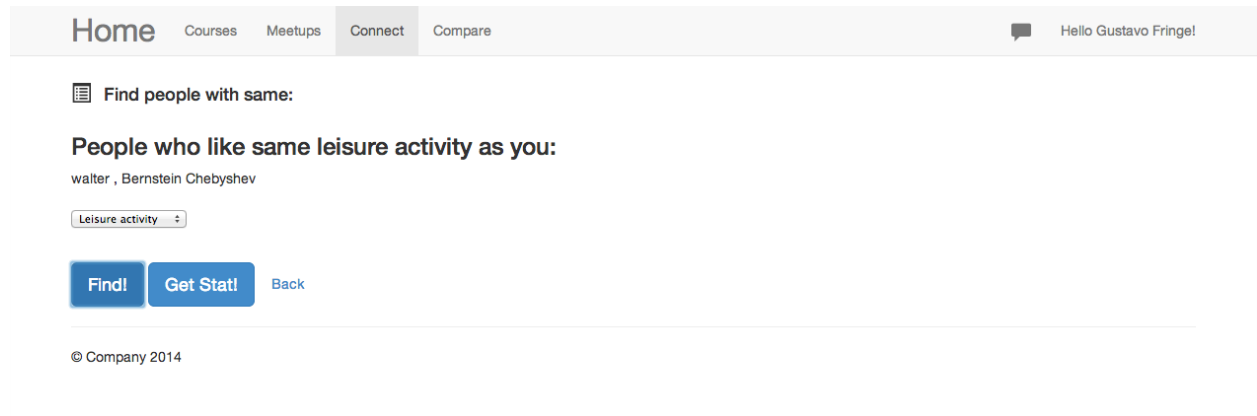 Home Courses Meetups Connect Compare Hello Gustavo Fringe!
Find people with same:
People who like same leisure activity as you:
walter , Bernstein Chebyshev
Leisure activity
Find! Get Stat! Back
© Company 2014